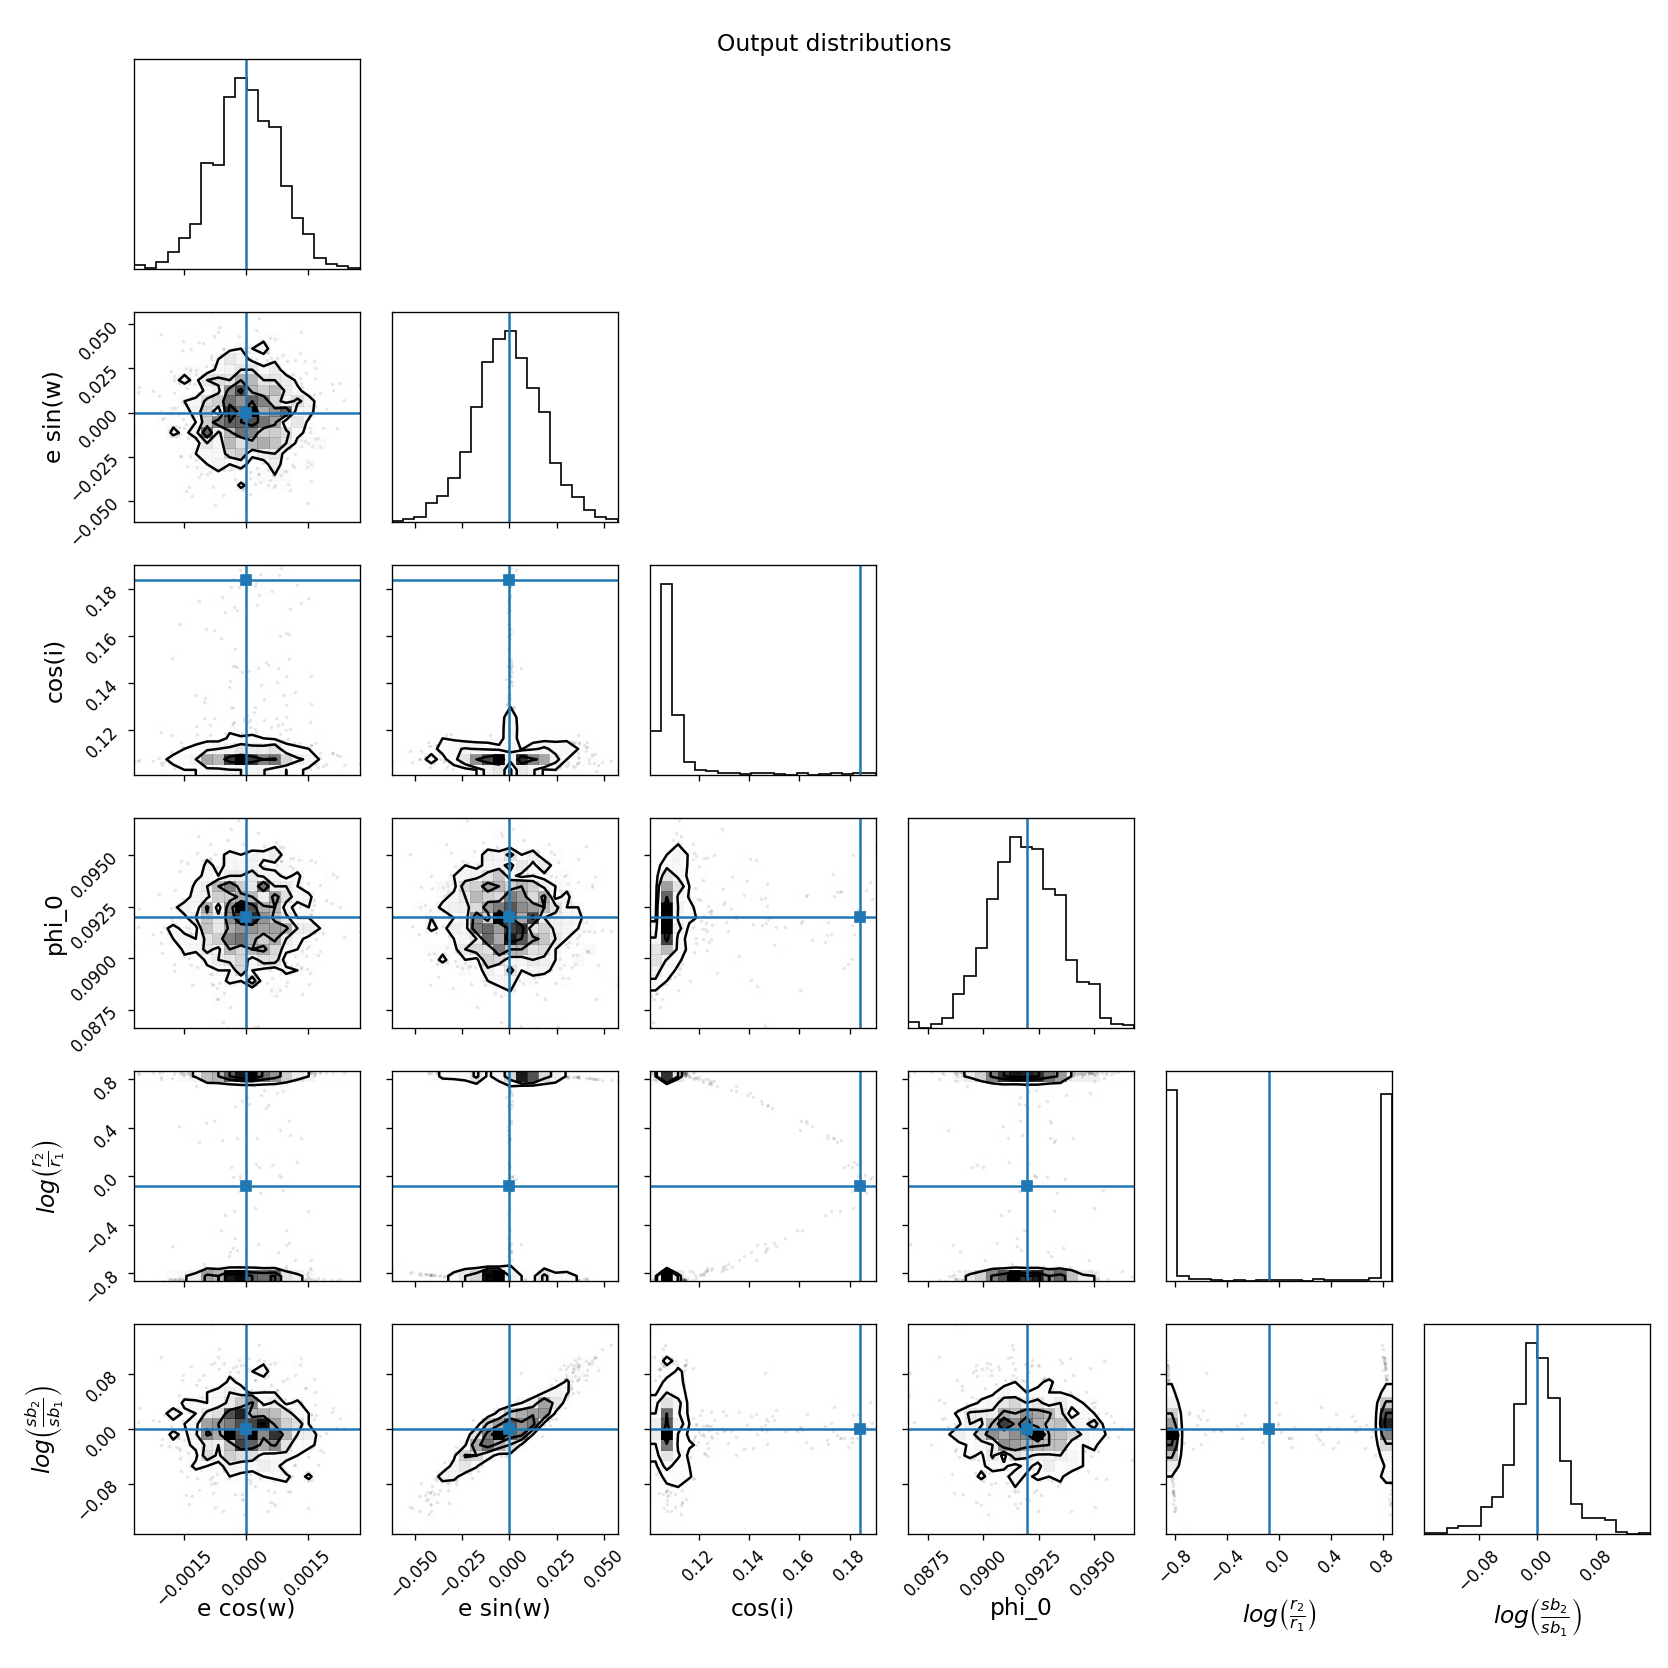 Output distributions
e sin(w)
0.050
0.025
0.000
−0.025
−0.050
cos(i)
0.18
0.16
0.14
0.12
phi_0
0.0950
0.0925
0.0900
0.0875
log(r₂/r₁)
0.8
0.4
0.0
−0.4
−0.8
log(sb₂/sb₁)
0.08
0.00
−0.08
−0.0015 0.0000 0.0015 −0.050 −0.025 0.000 0.025 0.050 0.12 0.14 0.16 0.18 0.0875 0.0900 0.0925 0.0950 −0.8 −0.4 0.0 0.4 0.8 −0.08 0.00 0.08
e cos(w) e sin(w) cos(i) phi_0 log(r₂/r₁) log(sb₂/sb₁)